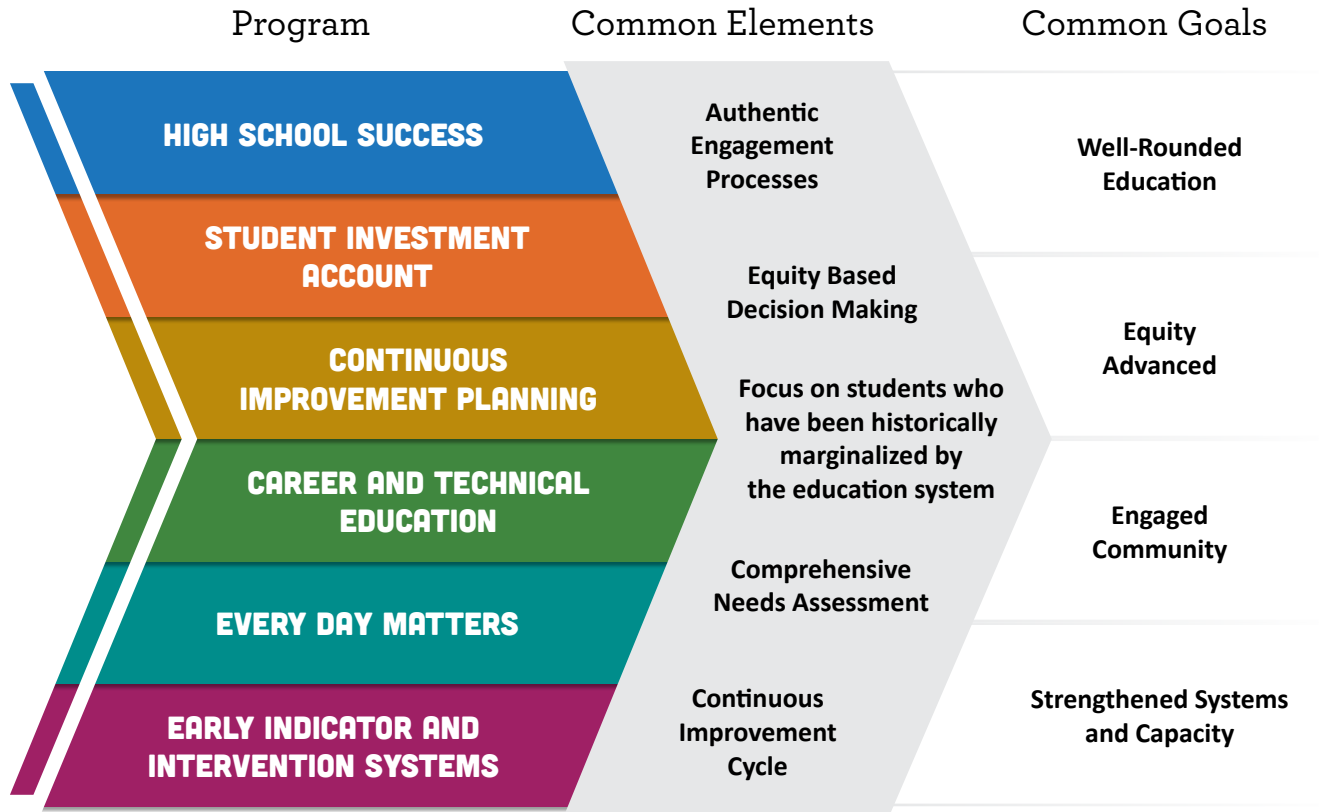 Program
Common Elements
Common Goals
HIGH SCHOOL SUCCESS
STUDENT INVESTMENT
ACCOUNT
CONTINUOUS
IMPROVEMENT PLANNING
CAREER AND TECHNICAL
EDUCATION
EVERY DAY MATTERS
EARLY INDICATOR AND
INTERVENTION SYSTEMS
Authentic
Engagement
Processes
Equity Based
Decision Making
Focus on students who
have been historically
marginalized by
the education system
Comprehensive
Needs Assessment
Continuous
Improvement
Cycle
Well-Rounded
Education
Equity
Advanced
Engaged
Community
Strengthened Systems
and Capacity